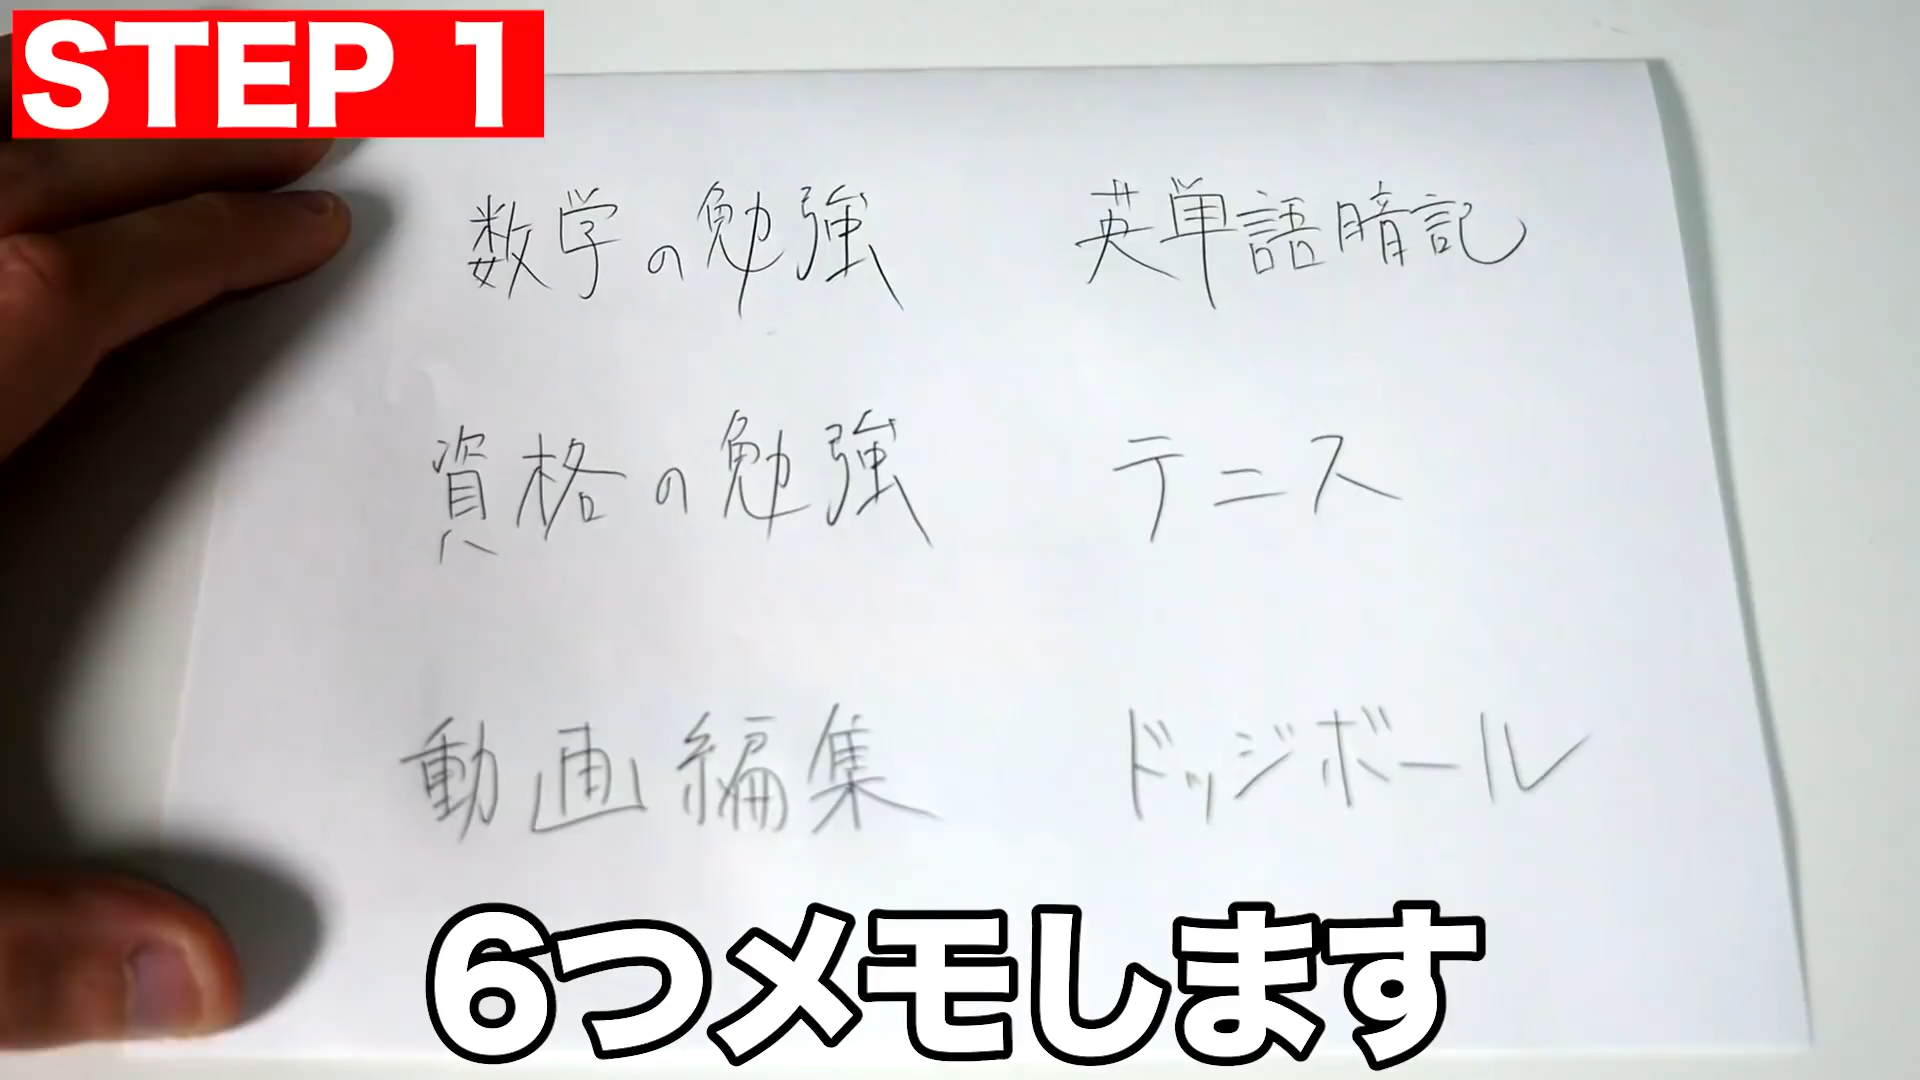 STEP 1
数学の勉強
英単語暗記
資格の勉強
テニス
動画編集
ドッジボール
6つメモします